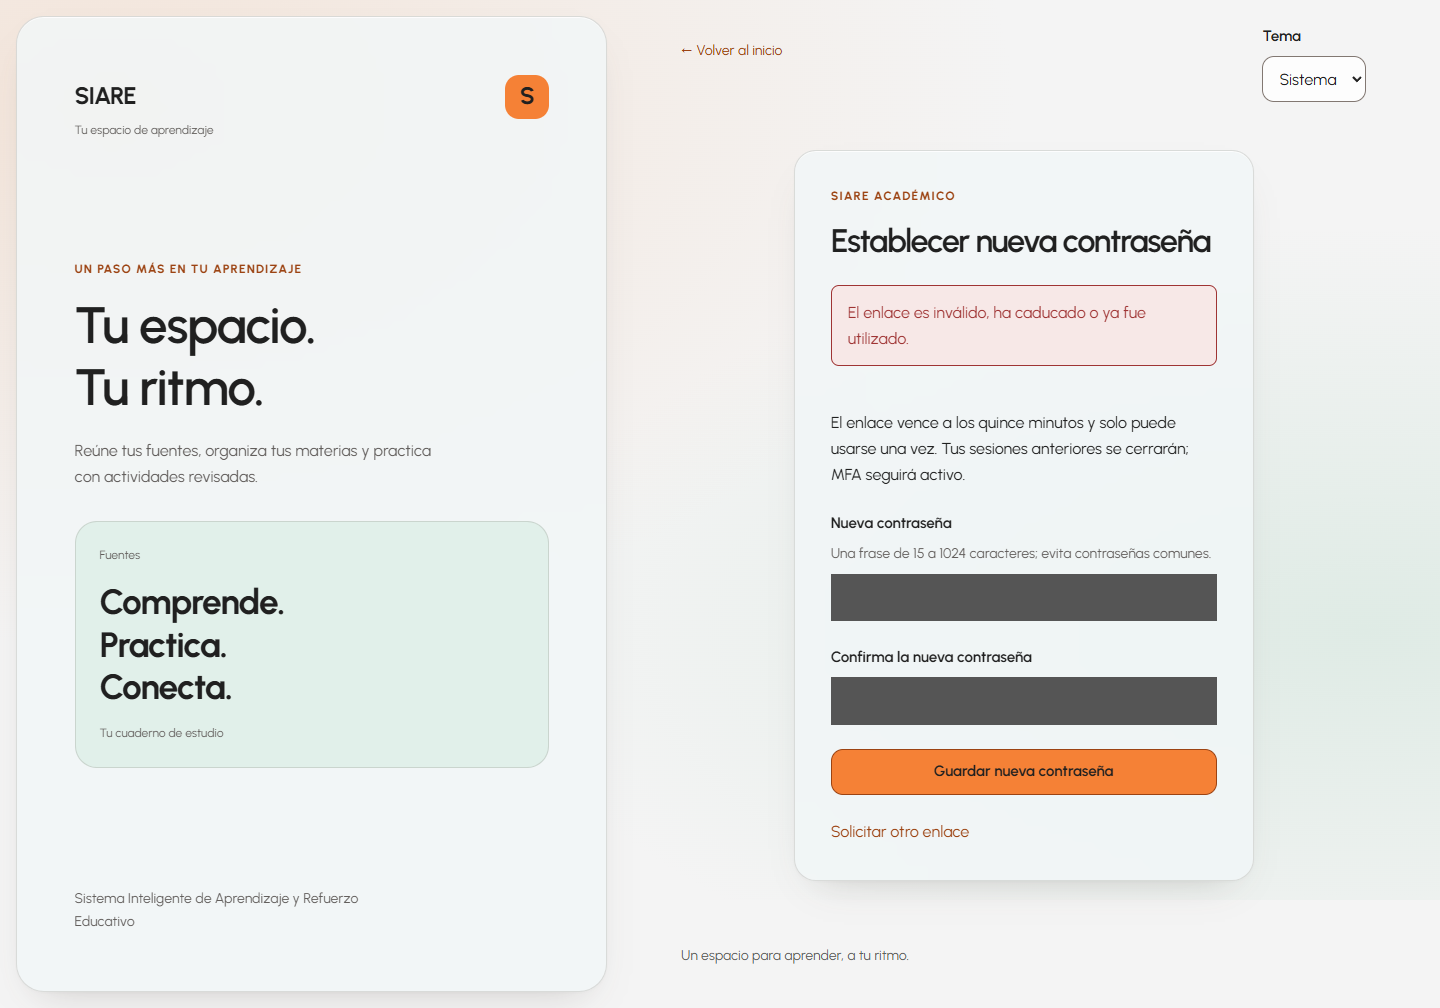 SIARE
S
Tu espacio de aprendizaje
UN PASO MÁS EN TU APRENDIZAJE
Tu espacio.
Tu ritmo.
Reúne tus fuentes, organiza tus materias y practica
con actividades revisadas.
Fuentes
Comprende.
Practica.
Conecta.
Tu cuaderno de estudio
Sistema Inteligente de Aprendizaje y Refuerzo
Educativo
← Volver al inicio
Tema
Sistema
SIARE ACADÉMICO
Establecer nueva contraseña
El enlace es inválido, ha caducado o ya fue
utilizado.
El enlace vence a los quince minutos y solo puede
usarse una vez. Tus sesiones anteriores se cerrarán;
MFA seguirá activo.
Nueva contraseña
Una frase de 15 a 1024 caracteres; evita contraseñas comunes.
Confirma la nueva contraseña
Guardar nueva contraseña
Solicitar otro enlace
Un espacio para aprender, a tu ritmo.